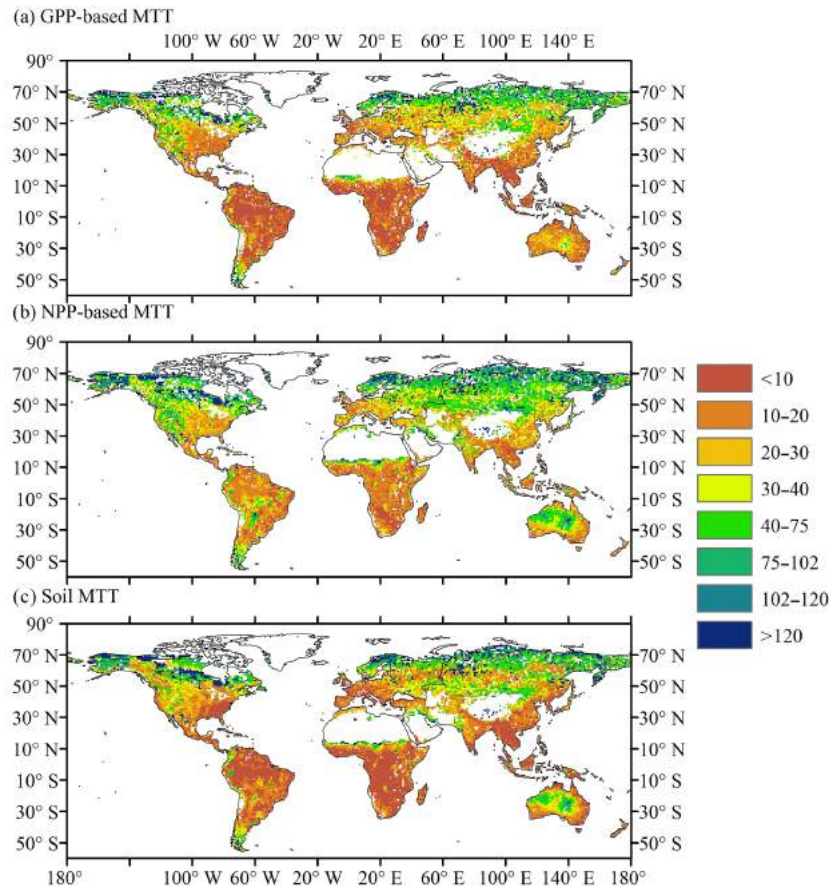 (a) GPP-based MTT
100° W 60° W 20° W 20° E 60° E 100° E 140° E
90°
70° N 70° N
50° N 50° N
30° N 30° N
10° N 10° N
10° S 10° S
30° S 30° S
50° S 50° S
(b) NPP-based MTT
90°
70° N 70° N
50° N 50° N
30° N 30° N
10° N 10° N
10° S 10° S
30° S 30° S
50° S 50° S
<10
10–20
20–30
30–40
40–75
75–102
102–120
>120
(c) Soil MTT
90°
70° N 70° N
50° N 50° N
30° N 30° N
10° N 10° N
10° S 10° S
30° S 30° S
50° S 50° S
180° 100° W 60° W 20° W 20° E 60° E 100° E 140° E 180°